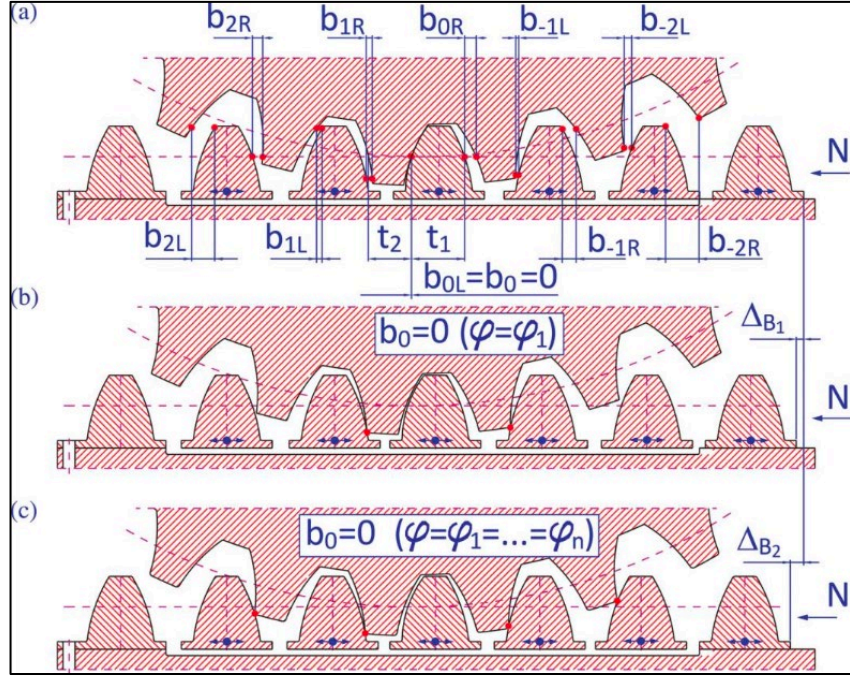 (a)
b2R b1R b0R b-1L b-2L
N
b2L b1L t2 t1 b-1R b-2R
b0L=b0=0
(b)
b0=0 (φ=φ1)
ΔB1
N
(c)
b0=0 (φ=φ1=...=φn)
ΔB2
N